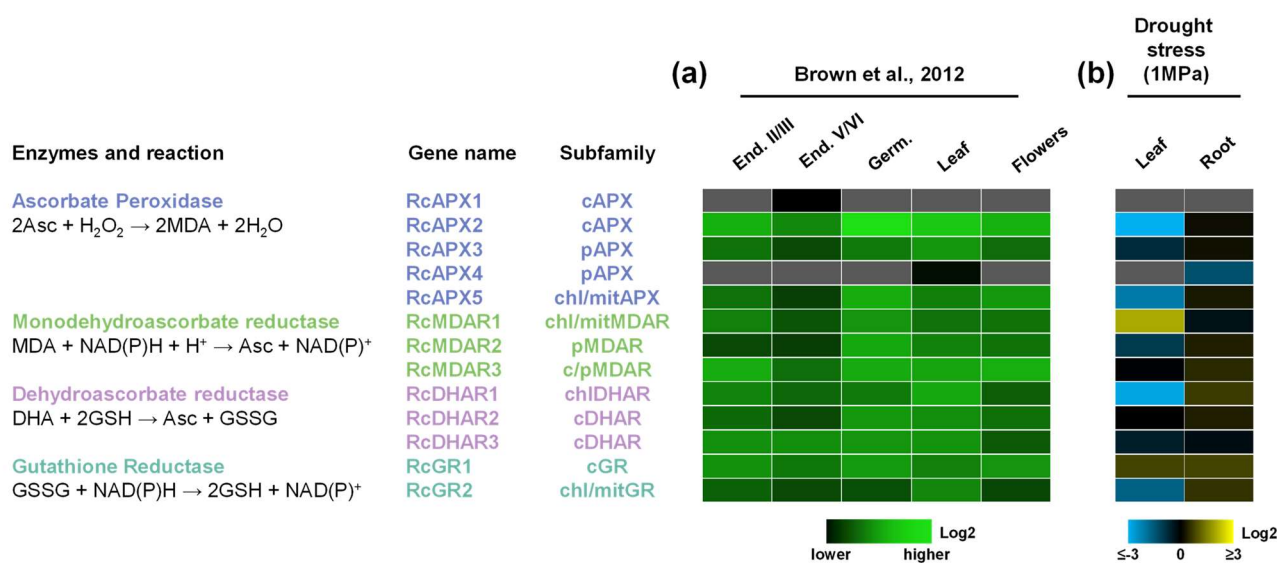 (a)
Brown et al., 2012
(b)
Drought
stress
(1MPa)
Enzymes and reaction Gene name Subfamily End. II/III End. V/VI Germ. Leaf Flowers Leaf Root
Ascorbate Peroxidase RcAPX1 cAPX
2Asc + H₂O₂ → 2MDA + 2H₂O RcAPX2 cAPX
RcAPX3 pAPX
RcAPX4 pAPX
RcAPX5 chl/mitAPX
Monodehydroascorbate reductase RcMDAR1 chl/mitMDAR
MDA + NAD(P)H + H⁺ → Asc + NAD(P)⁺ RcMDAR2 pMDAR
RcMDAR3 c/pMDAR
Dehydroascorbate reductase RcDHAR1 chlDHAR
DHA + 2GSH → Asc + GSSG RcDHAR2 cDHAR
RcDHAR3 cDHAR
Gutathione Reductase RcGR1 cGR
GSSG + NAD(P)H → 2GSH + NAD(P)⁺ RcGR2 chl/mitGR
Log2
lower higher
Log2
≤-3 0 ≥3